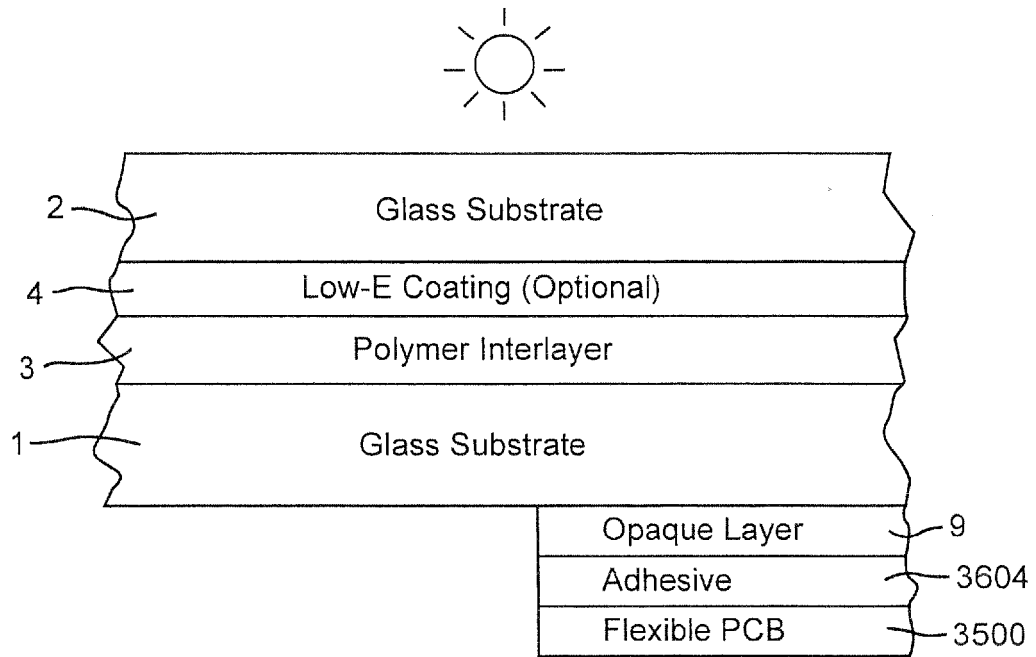 2
Glass Substrate
4
Low-E Coating (Optional)
3
Polymer Interlayer
1
Glass Substrate
Opaque Layer
9
Adhesive
3604
Flexible PCB
3500